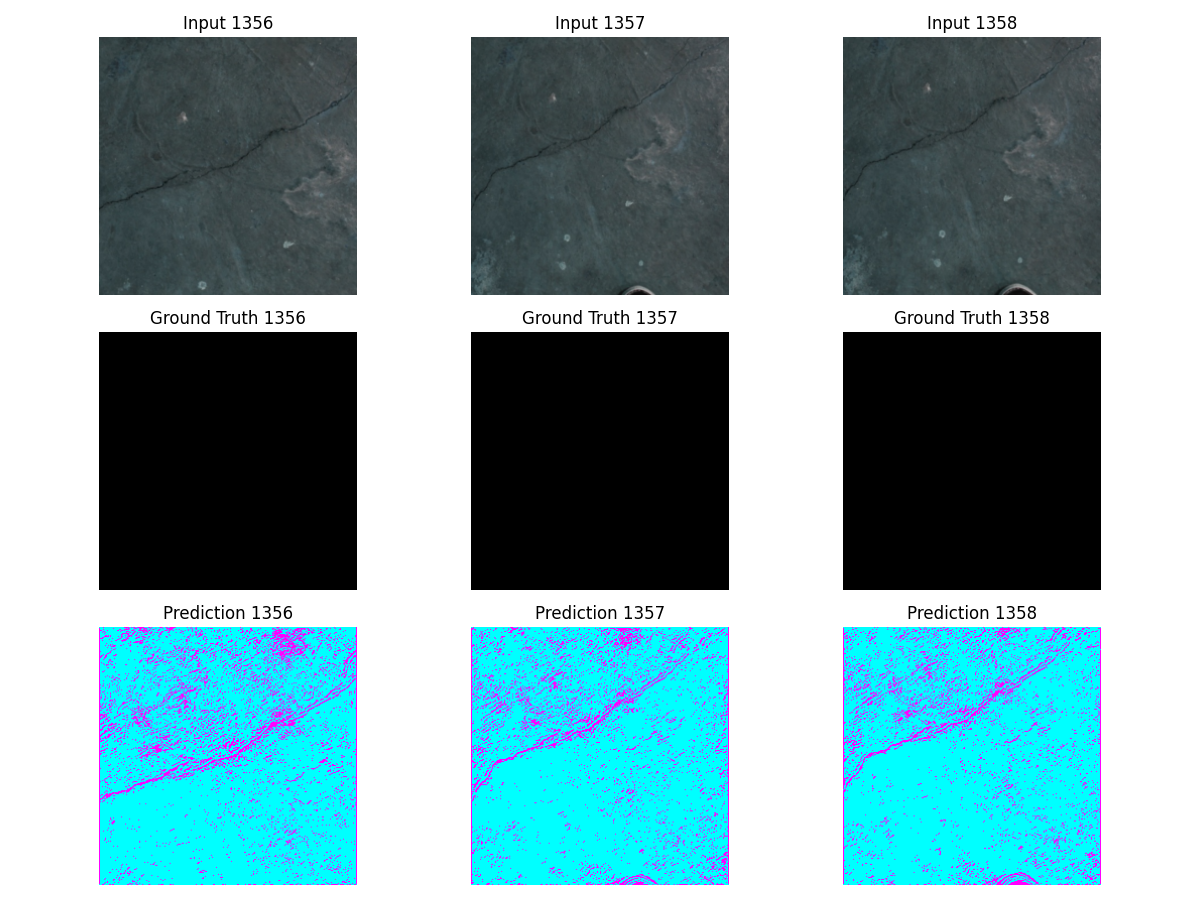 Input 1356
Input 1357
Input 1358
Ground Truth 1356
Ground Truth 1357
Ground Truth 1358
Prediction 1356
Prediction 1357
Prediction 1358